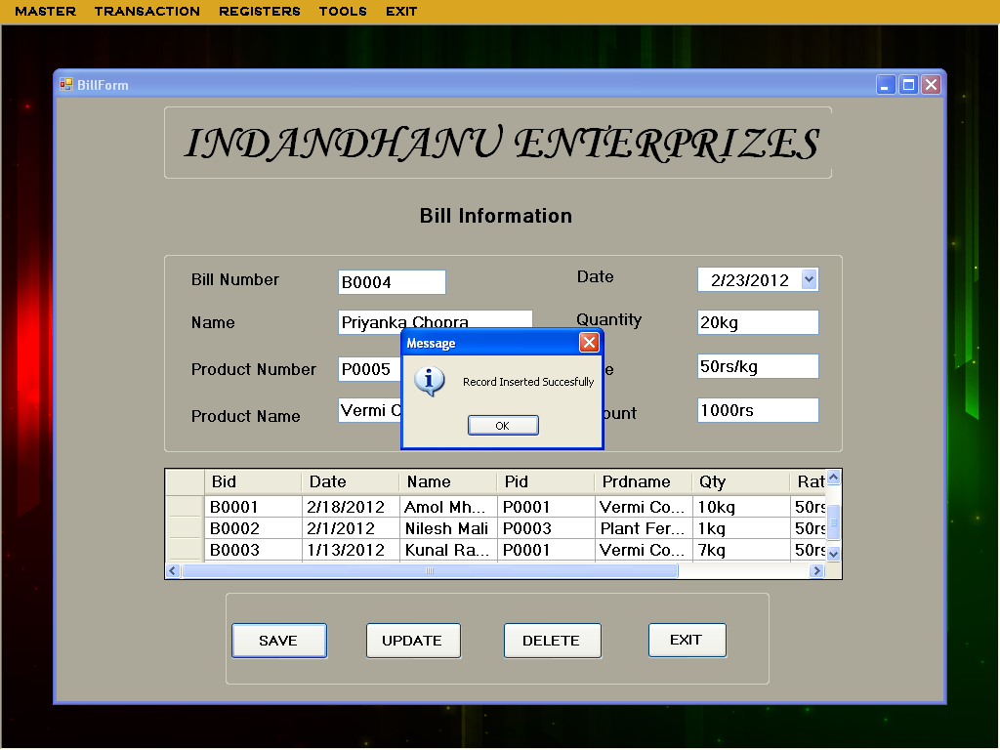 MASTER TRANSACTION REGISTERS TOOLS EXIT
BillForm
INDANDHANU ENTERPRIZES
Bill Information
Bill Number B0004 Date 2/23/2012
Name Priyanka Chopra Quantity 20kg
Product Number P0005 50rs/kg
Product Name Vermi 1000rs
Message
Record Inserted Succesfully
OK
Bid Date Name Pid Prdname Qty Rat
B0001 2/18/2012 Amol Mh... P0001 Vermi Co... 10kg 50rs
B0002 2/1/2012 Nilesh Mali P0003 Plant Fer... 1kg 50rs
B0003 1/13/2012 Kunal Ra... P0001 Vermi Co... 7kg 50rs
SAVE UPDATE DELETE EXIT